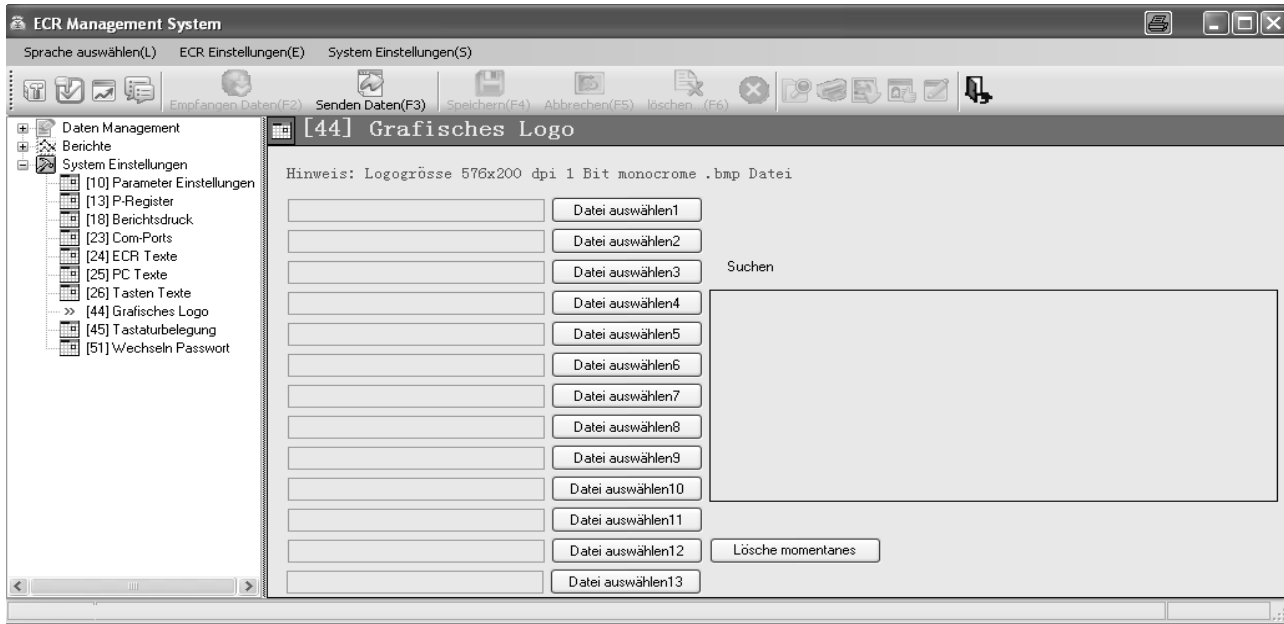 ECR Management System
Sprache auswählen(L) ECR Einstellungen(E) System Einstellungen(S)
Empfangen Daten(F2) Senden Daten(F3) Speichern(F4) Abbrechen(F5) löschen...(F6)
Daten Management
Berichte
System Einstellungen
[10] Parameter Einstellungen
[13] P-Register
[18] Berichtsdruck
[23] Com-Ports
[24] ECR Texte
[25] PC Texte
[26] Tasten Texte
[44] Grafisches Logo
[45] Tastaturbelegung
[51] Wechseln Passwort
[44] Grafisches Logo
Hinweis: Logogrösse 576x200 dpi 1 Bit monocrome .bmp Datei
Datei auswählen1
Datei auswählen2
Datei auswählen3
Datei auswählen4
Datei auswählen5
Datei auswählen6
Datei auswählen7
Datei auswählen8
Datei auswählen9
Datei auswählen10
Datei auswählen11
Datei auswählen12
Datei auswählen13
Suchen
Lösche momentanes